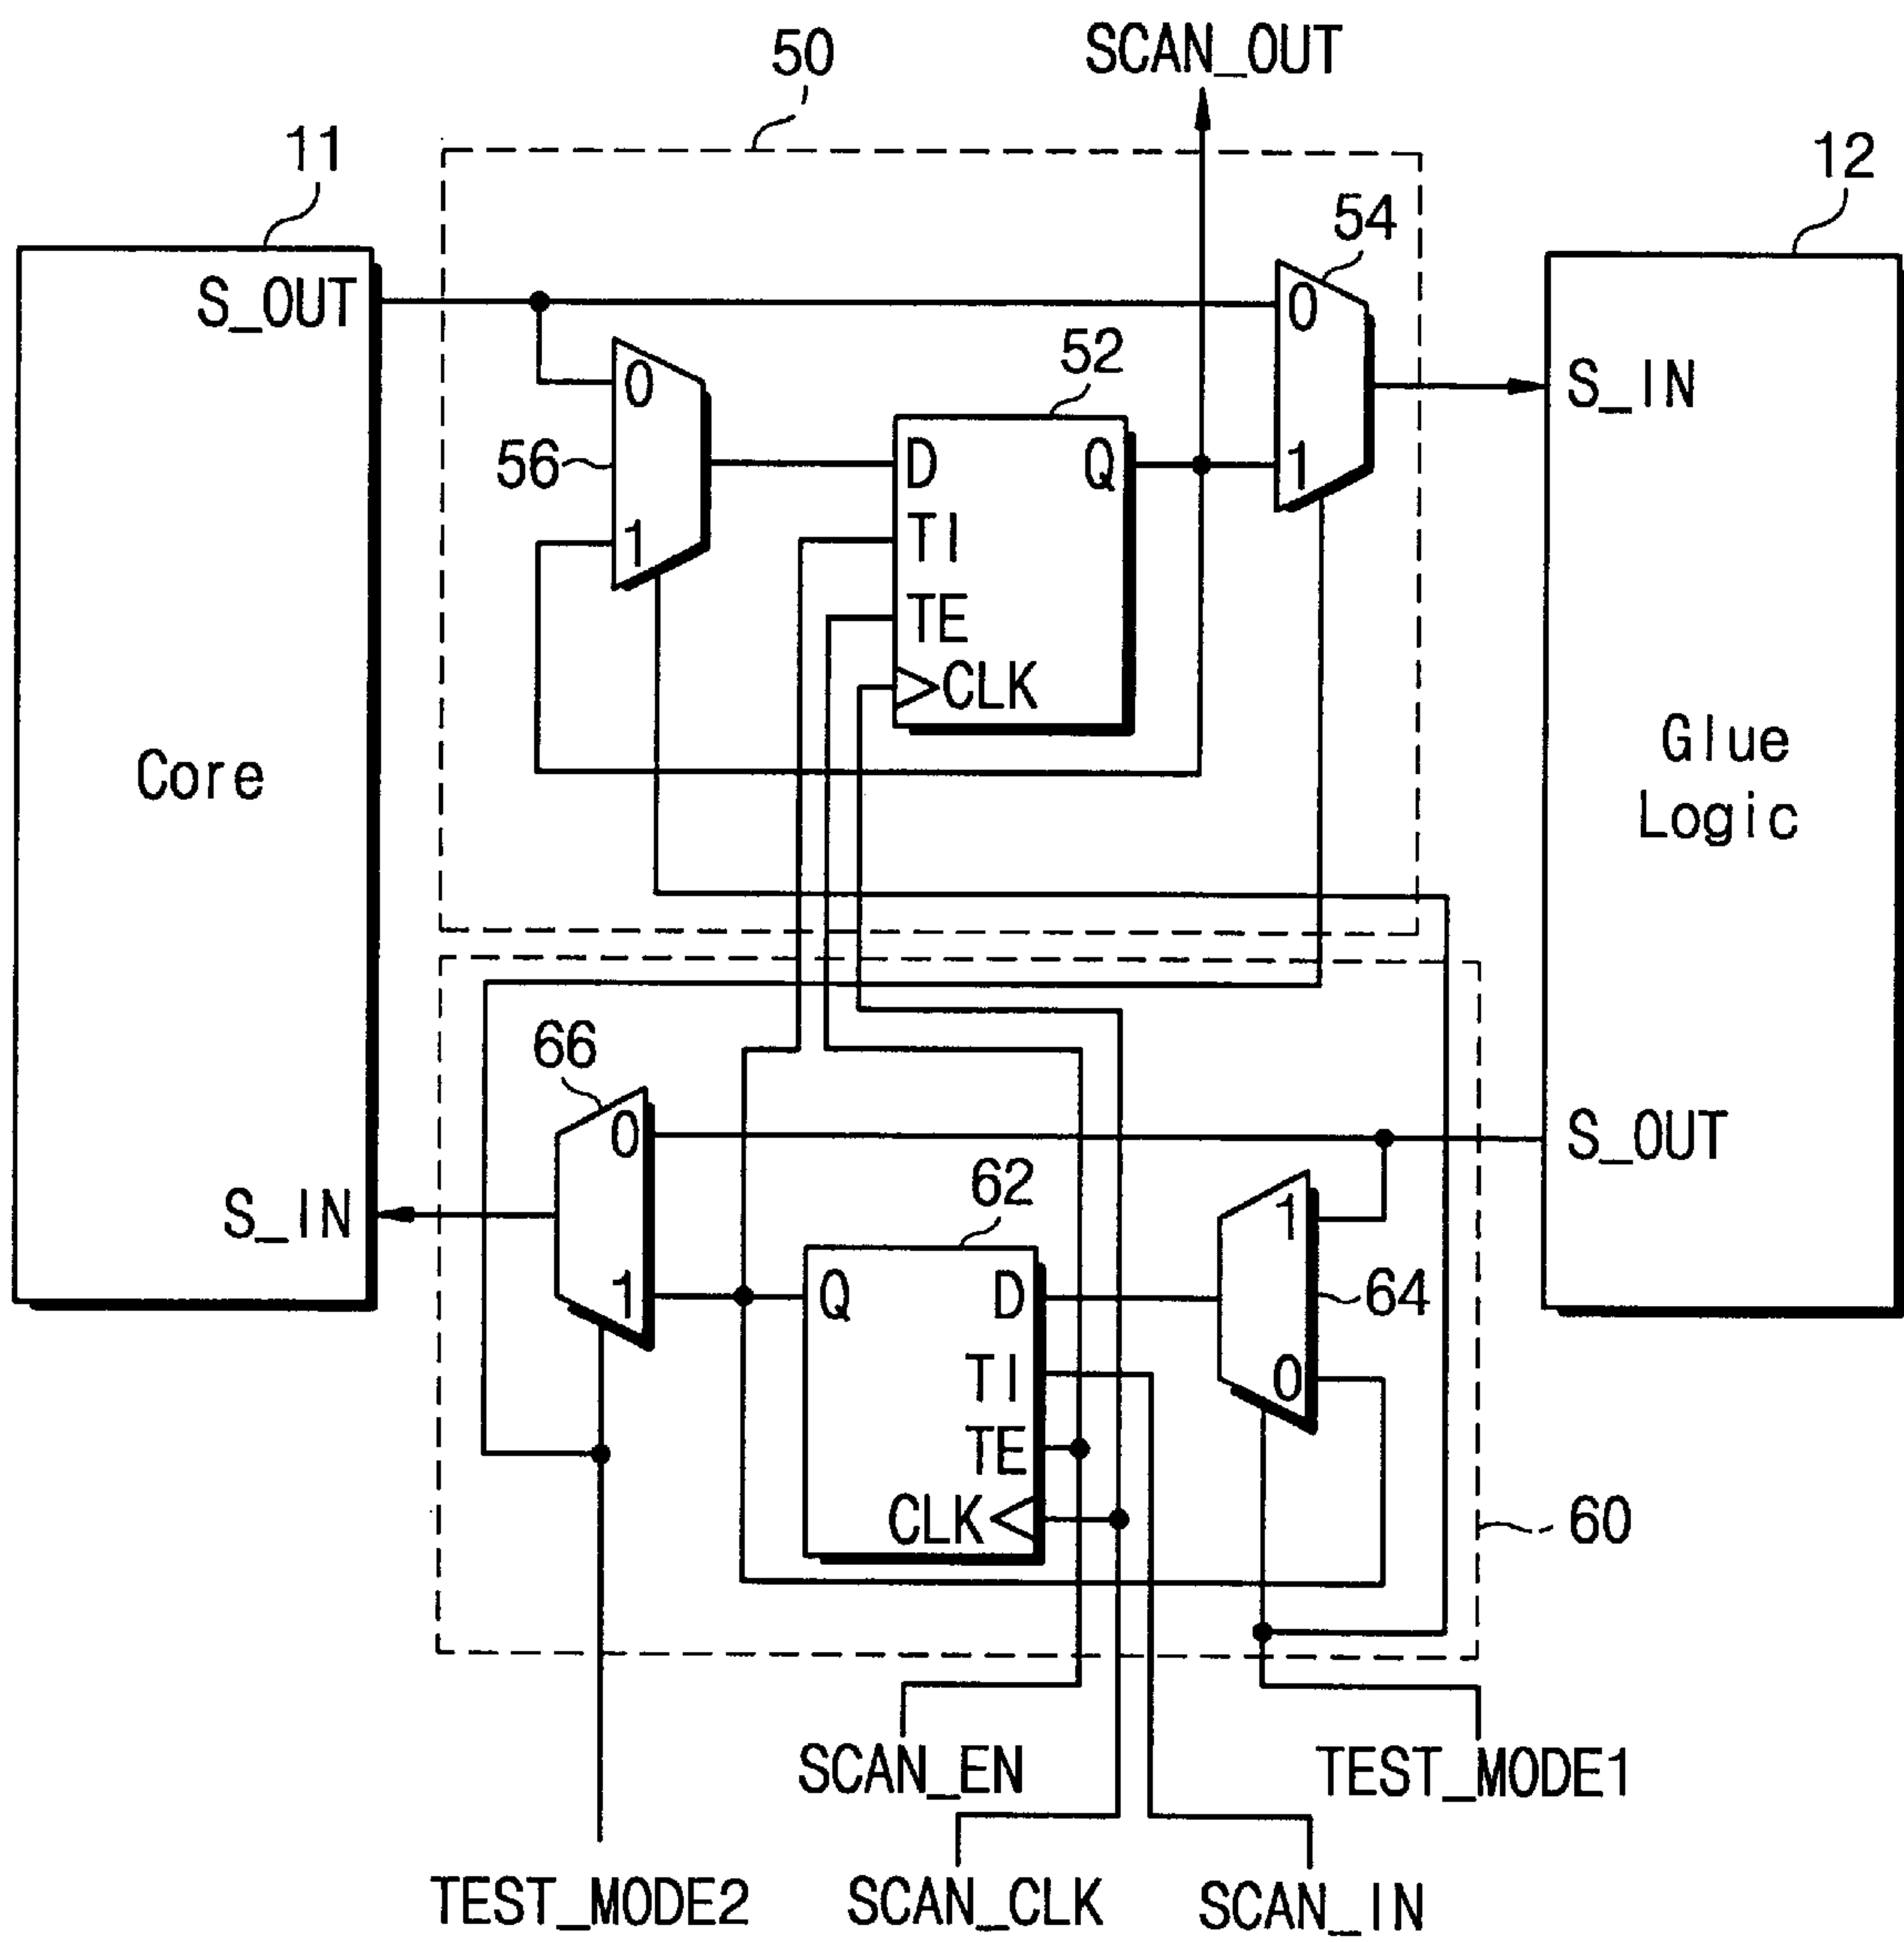 SCAN_OUT
50
11
12
54
S_OUT
0
0
52
S_IN
56
D
Q
1
1
TI
TE
CLK
Core
Glue
Logic
66
0
S_OUT
62
S_IN
1
1
Q
D
64
TI
0
TE
CLK
60
SCAN_EN
TEST_MODE1
TEST_MODE2
SCAN_CLK
SCAN_IN